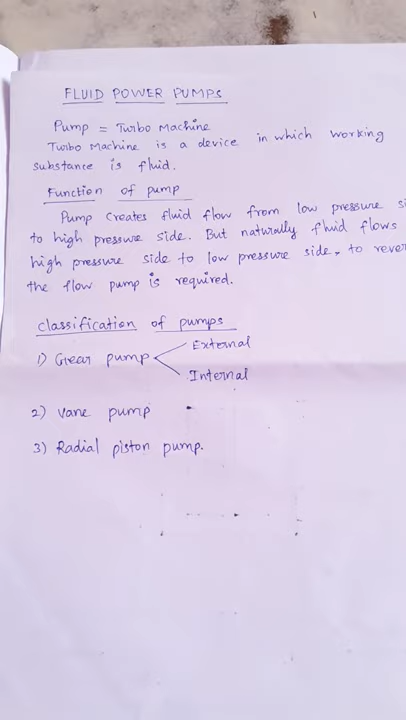 FLUID POWER PUMPS
Pump = Turbo Machine
Turbo Machine is a device in which working
substance is fluid.
Function of pump
Pump creates fluid flow from low pressure si
to high pressure side. But naturally fluid flows
high pressure side to low pressure side, to rever
the flow pump is required.
Classification of pumps
1) Gear pump External
Internal
2) Vane pump
3) Radial piston pump.